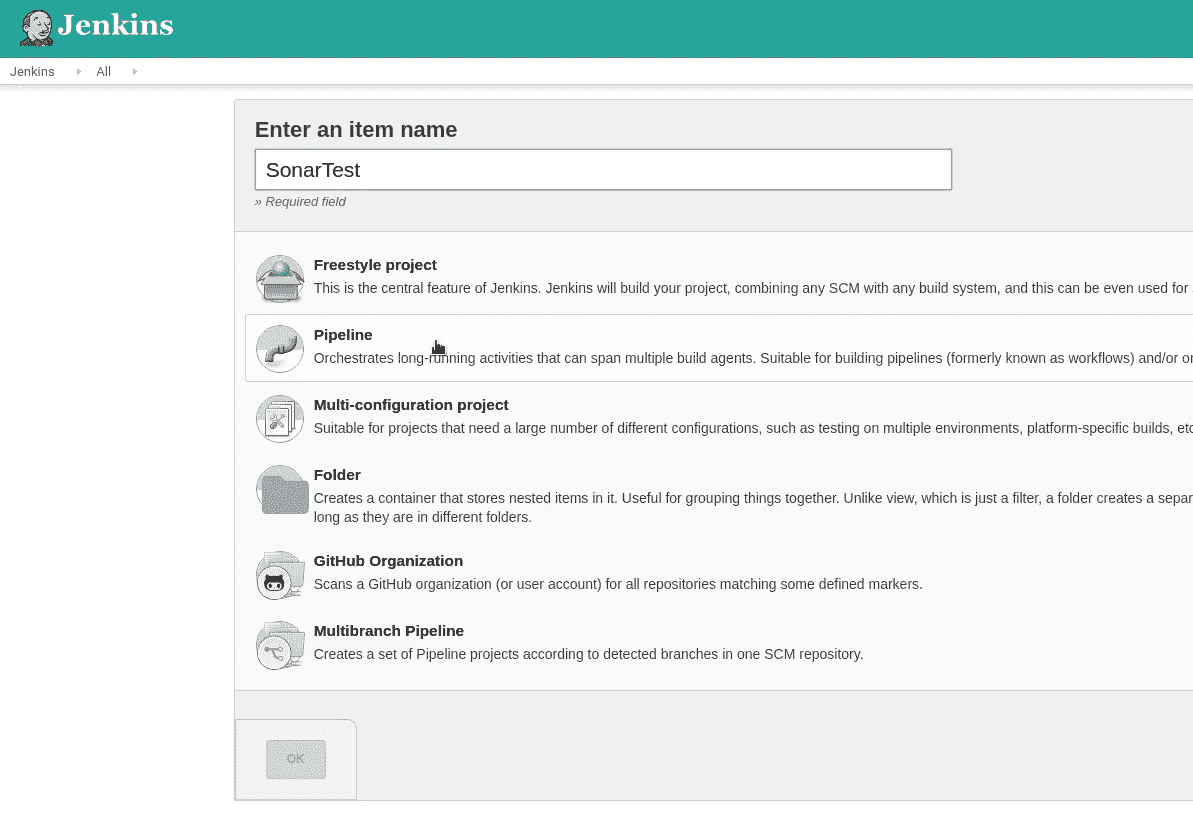 Jenkins
Jenkins All
Enter an item name
SonarTest
» Required field
Freestyle project
This is the central feature of Jenkins. Jenkins will build your project, combining any SCM with any build system, and this can be even used for
Pipeline
Orchestrates long-running activities that can span multiple build agents. Suitable for building pipelines (formerly known as workflows) and/or or
Multi-configuration project
Suitable for projects that need a large number of different configurations, such as testing on multiple environments, platform-specific builds, etc
Folder
Creates a container that stores nested items in it. Useful for grouping things together. Unlike view, which is just a filter, a folder creates a separ
long as they are in different folders.
GitHub Organization
Scans a GitHub organization (or user account) for all repositories matching some defined markers.
Multibranch Pipeline
Creates a set of Pipeline projects according to detected branches in one SCM repository.
OK